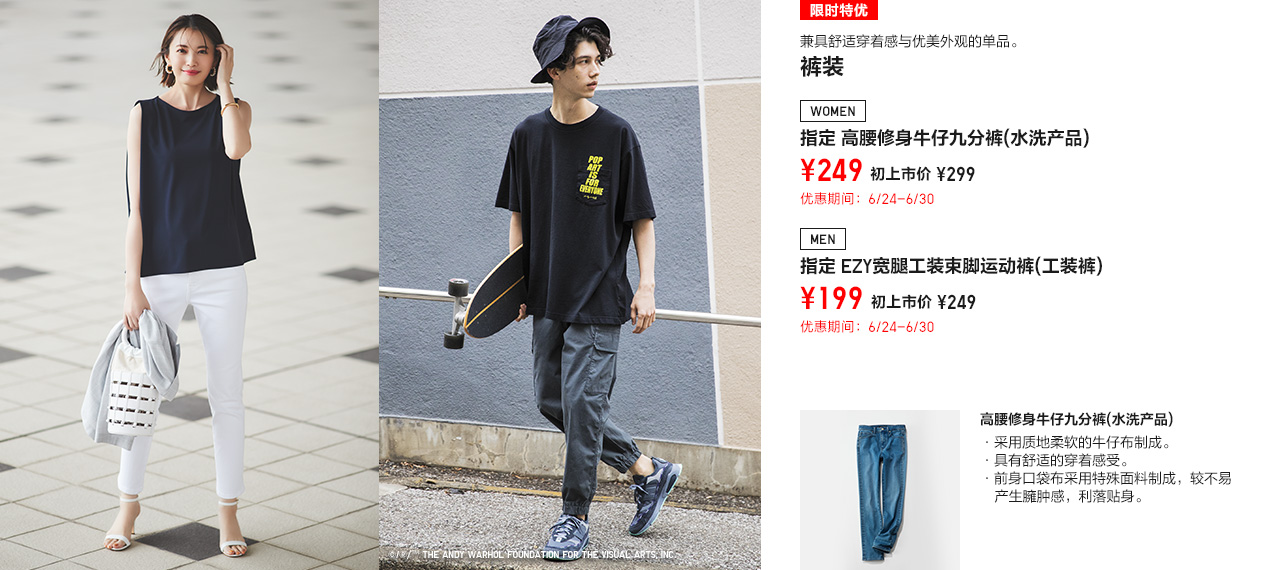 POP
ART
IS
FOR
EVERYONE
THE ANDY WARHOL FOUNDATION FOR THE VISUAL ARTS, INC.
限时特优
兼具舒适穿着感与优美外观的单品。
裤装
WOMEN
指定 高腰修身牛仔九分裤(水洗产品)
¥249 初上市价 ¥299
优惠期间：6/24-6/30
MEN
指定 EZY宽腿工装束脚运动裤(工装裤)
¥199 初上市价 ¥249
优惠期间：6/24-6/30
高腰修身牛仔九分裤(水洗产品)
·采用质地柔软的牛仔布制成。
·具有舒适的穿着感受。
·前身口袋布采用特殊面料制成，较不易
产生臃肿感，利落贴身。